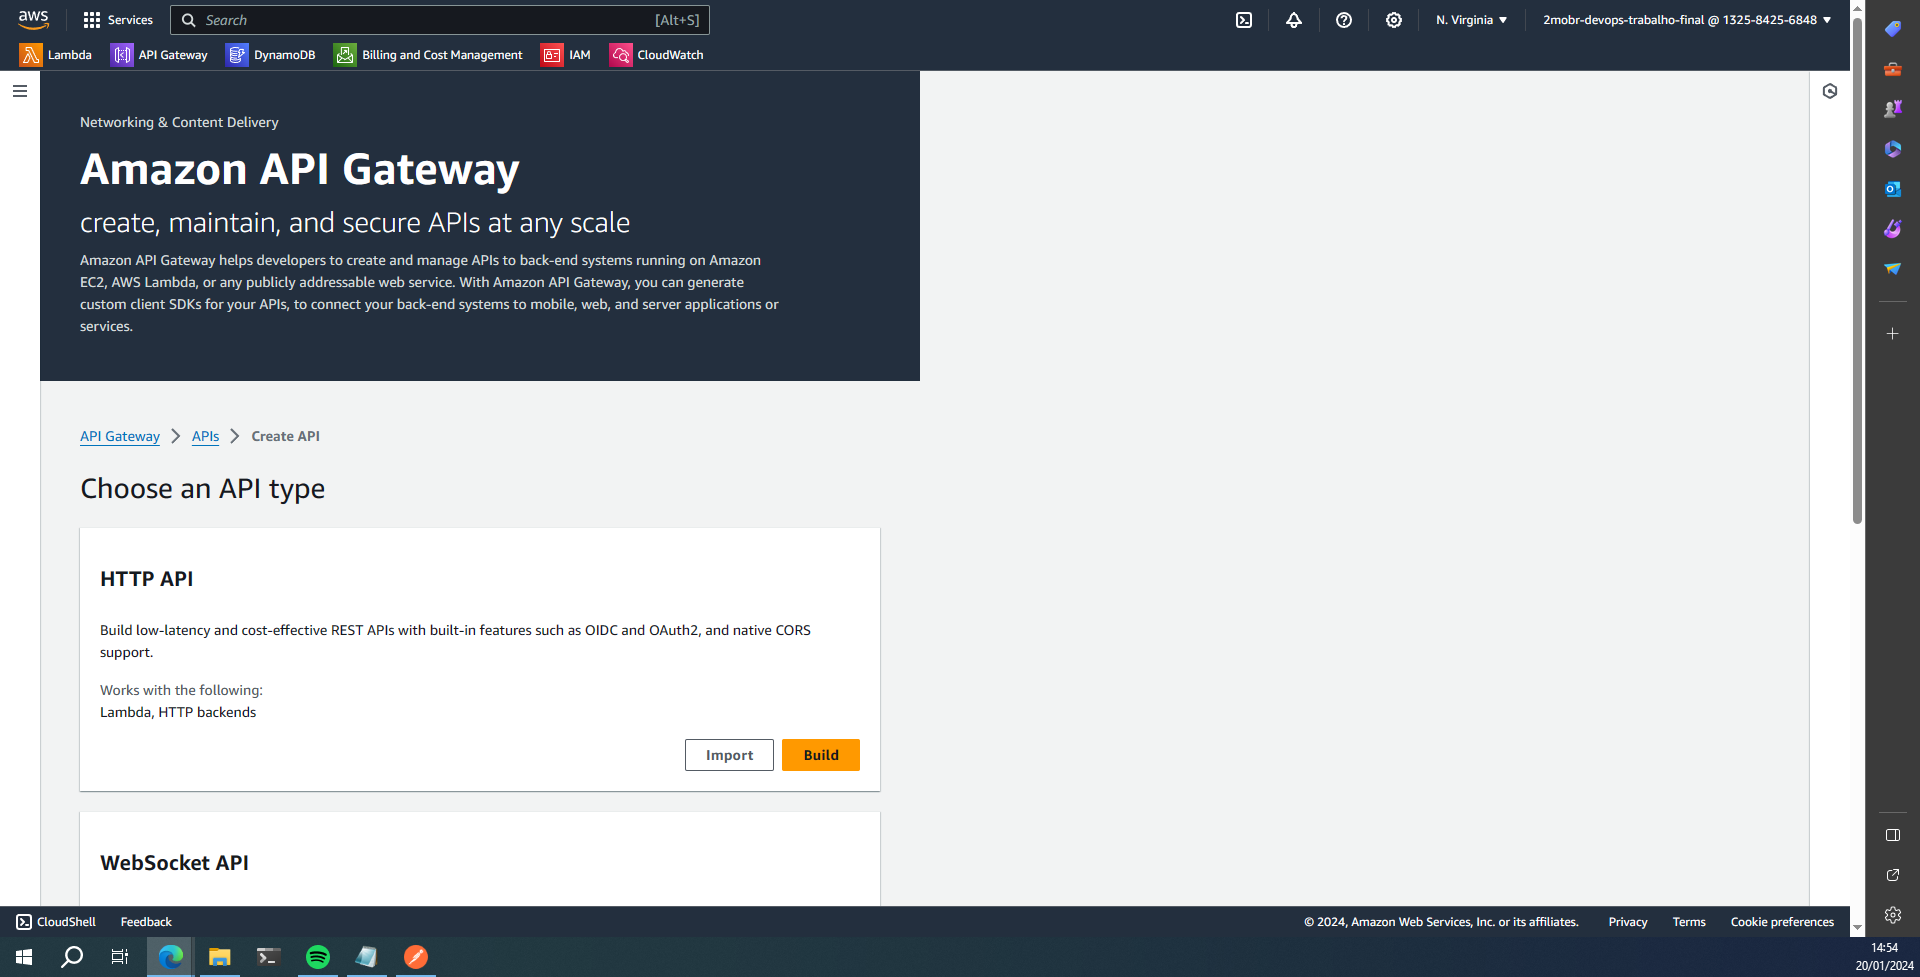 aws
Services
Search
[Alt+S]
N. Virginia
2mobr-devops-trabalho-final @ 1325-8425-6848
Lambda
API Gateway
DynamoDB
Billing and Cost Management
IAM
CloudWatch
Networking & Content Delivery
Amazon API Gateway
create, maintain, and secure APIs at any scale
Amazon API Gateway helps developers to create and manage APIs to back-end systems running on Amazon
EC2, AWS Lambda, or any publicly addressable web service. With Amazon API Gateway, you can generate
custom client SDKs for your APIs, to connect your back-end systems to mobile, web, and server applications or
services.
API Gateway
APIs
Create API
Choose an API type
HTTP API
Build low-latency and cost-effective REST APIs with built-in features such as OIDC and OAuth2, and native CORS
support.
Works with the following:
Lambda, HTTP backends
Import
Build
WebSocket API
CloudShell
Feedback
© 2024, Amazon Web Services, Inc. or its affiliates.
Privacy
Terms
Cookie preferences
14:54
20/01/2024